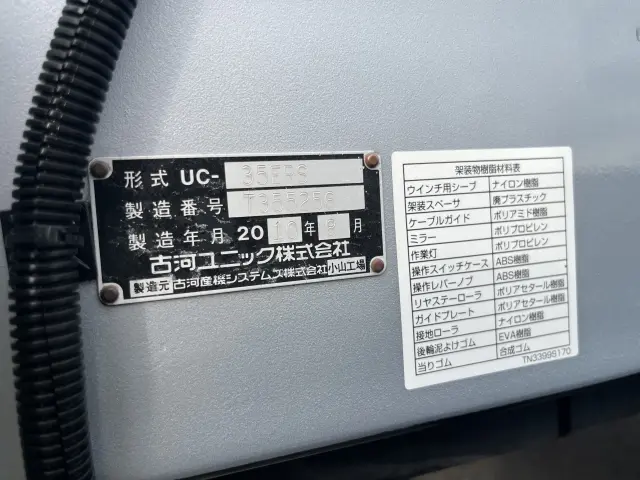 形式 UC- 35FFS
製造番号
製造年月 2010年 月
古河ユニック株式会社
製造元 古河産機システムズ株式会社小山工場
架装物樹脂材料表
ウインチ用シーブ ナイロン樹脂
架装スペーサ 廃プラスチック
ケーブルガイド ポリアミド樹脂
ミラー ポリプロピレン
作業灯 ポリプロピレン
操作スイッチケース ABS樹脂
操作レバーノブ ABS樹脂
リヤステーローラ ポリアセタール樹脂
ガイドプレート ポリアセタール樹脂
接地ローラ ナイロン樹脂
後輪泥よけゴム EVA樹脂
当りゴム 合成ゴム
TN33995170